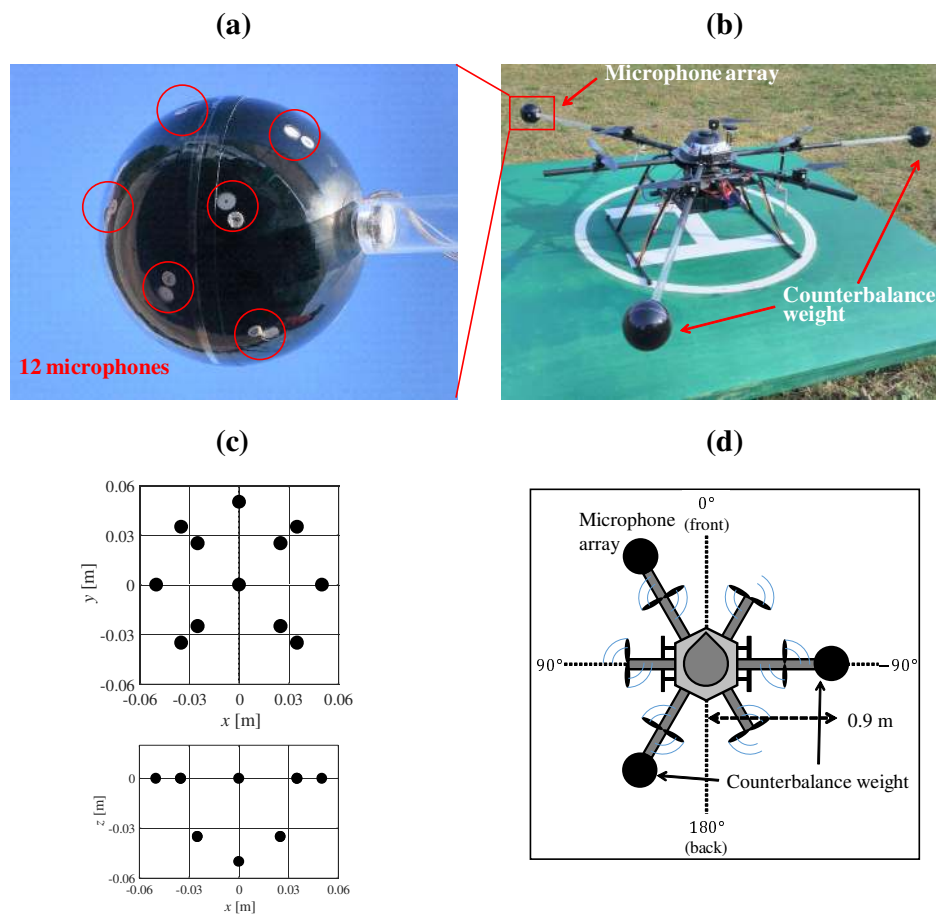 (a)
(b)
Microphone array
Counterbalance
weight
12 microphones
(c)
(d)
0.06
0.03
0
-0.03
-0.06
y [m]
-0.06
-0.03
0
0.03
0.06
x [m]
0
-0.03
-0.06
z [m]
-0.06
-0.03
0
0.03
0.06
x [m]
0°
(front)
Microphone
array
90°
−90°
0.9 m
Counterbalance weight
180°
(back)